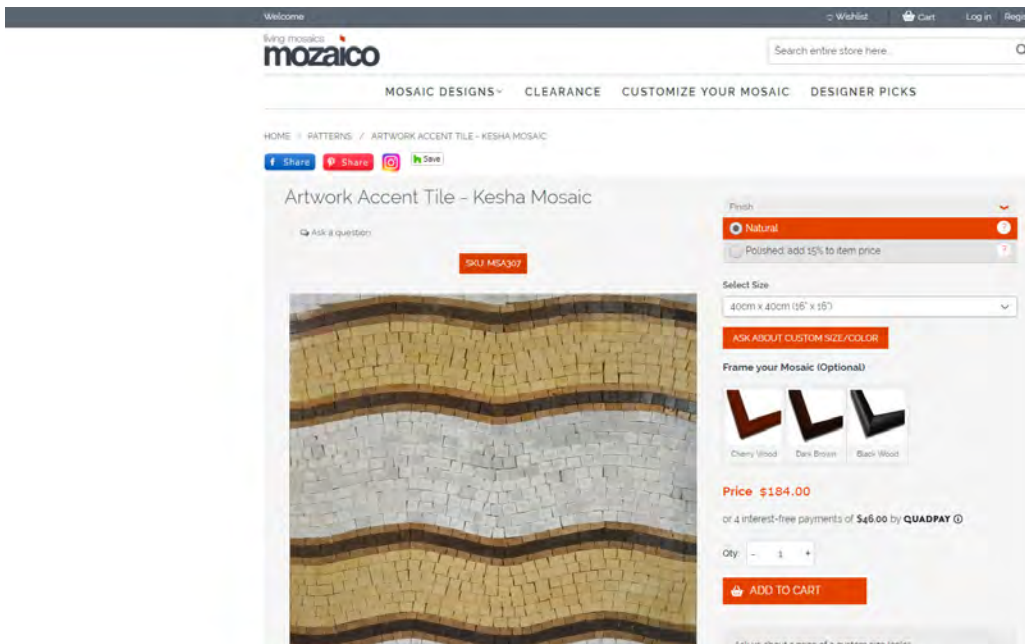 Welcome
Wishlist
Cart
Log in
Regi
living mosaics
mozaico
Search entire store here...
MOSAIC DESIGNS
CLEARANCE
CUSTOMIZE YOUR MOSAIC
DESIGNER PICKS
HOME / PATTERNS / ARTWORK ACCENT TILE - KESHA MOSAIC
f Share
Share
Save
Artwork Accent Tile - Kesha Mosaic
Ask a question
SKU: MSA307
Finish
Natural
?
Polished: add 15% to item price
?
Select Size
40cm x 40cm (16" x 16")
ASK ABOUT CUSTOM SIZE/COLOR
Frame your Mosaic (Optional)
Cherry Wood
Dark Brown
Black Wood
Price $184.00
or 4 interest-free payments of $46.00 by QUADPAY ⓘ
Qty: - 1 +
ADD TO CART